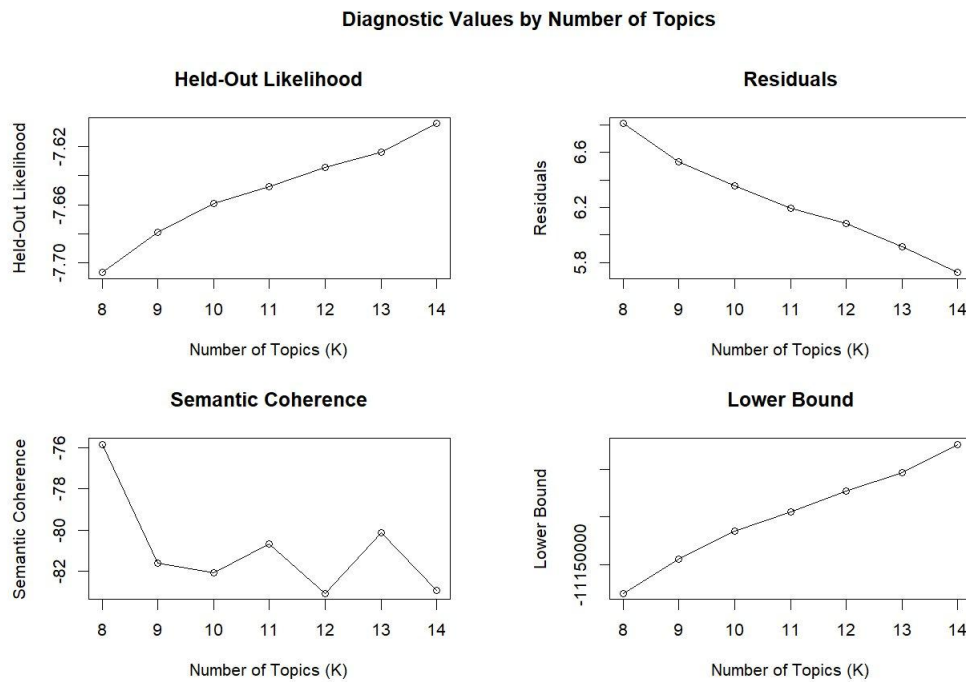 Diagnostic Values by Number of Topics
Held-Out Likelihood
Held-Out Likelihood
-7.62
-7.66
-7.70
8 9 10 11 12 13 14
Number of Topics (K)
Residuals
Residuals
6.6
6.2
5.8
8 9 10 11 12 13 14
Number of Topics (K)
Semantic Coherence
Semantic Coherence
-76
-78
-80
-82
8 9 10 11 12 13 14
Number of Topics (K)
Lower Bound
Lower Bound
-11150000
8 9 10 11 12 13 14
Number of Topics (K)